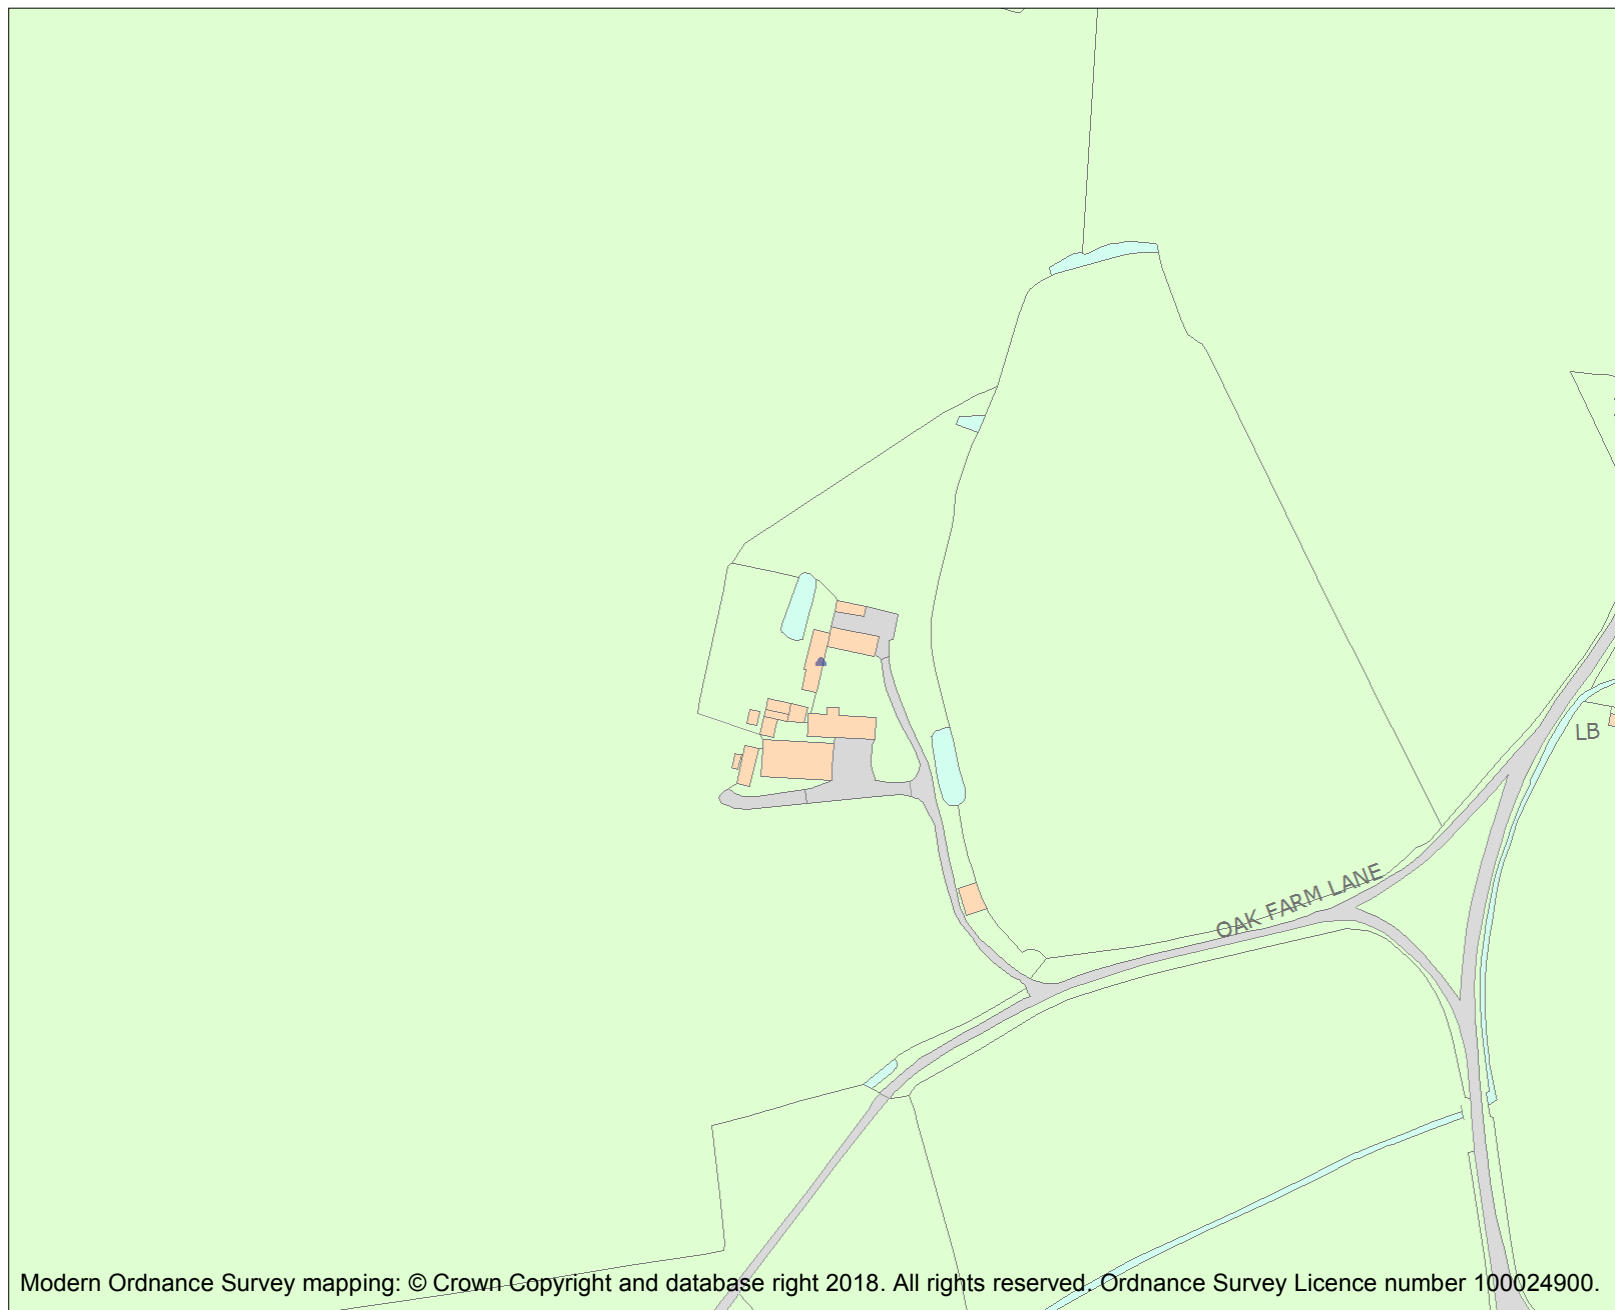 LB
OAK FARM LANE
Modern Ordnance Survey mapping: © Crown Copyright and database right 2018. All rights reserved. Ordnance Survey Licence number 100024900.